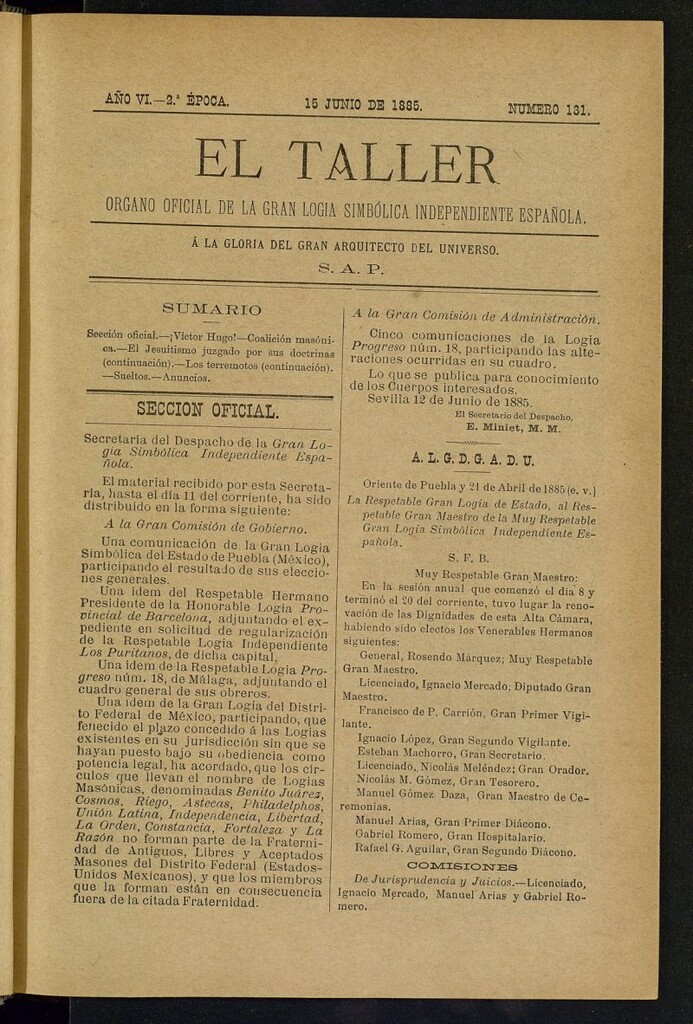 AÑO VI.—2.ª ÉPOCA.
15 JUNIO DE 1885.
NUMERO 131.
EL TALLER
ORGANO OFICIAL DE LA GRAN LOGIA SIMBÓLICA INDEPENDIENTE ESPAÑOLA.
Á LA GLORIA DEL GRAN ARQUITECTO DEL UNIVERSO.
S. A. P.
SUMARIO
Sección oficial.—¡Víctor Hugo!—Coalición masóni-
ca.—El Jesuitismo juzgado por sus doctrinas
(continuación).—Los terremotos (continuación).
—Sueltos.—Anuncios.
SECCION OFICIAL.
Secretaría del Despacho de la Gran Lo-
gia Simbólica Independiente Espa-
ñola.
El material recibido por esta Secreta-
ría, hasta el día 11 del corriente, ha sido
distribuido en la forma siguiente:
A la Gran Comisión de Gobierno.
Una comunicación de la Gran Logia
Simbólica del Estado de Puebla (México),
participando el resultado de sus eleccio-
nes generales.
Una idem del Respetable Hermano
Presidente de la Honorable Logia Pro-
vincial de Barcelona, adjuntando el ex-
pediente en solicitud de regularización
de la Respetable Logia Independiente
Los Puritanos, de dicha capital.
Una idem de la Respetable Logia Pro-
greso núm. 18, de Málaga, adjuntando el
cuadro general de sus obreros.
Una idem de la Gran Logia del Distri-
to Federal de México, participando, que
fenecido el plazo concedido á las Logias
existentes en su jurisdicción sin que se
hayan puesto bajo su obediencia como
potencia legal, ha acordado, que los cír-
culos que llevan el nombre de Logias
Masónicas, denominadas Benito Juárez,
Cosmos, Riego, Astecas, Philadelphos,
Unión Latina, Independencia, Libertad,
La Orden, Constancia, Fortaleza y La
Razón no forman parte de la Fraterni-
dad de Antiguos, Libres y Aceptados
Masones del Distrito Federal (Estados-
Unidos Mexicanos), y que los miembros
que la forman están en consecuencia
fuera de la citada Fraternidad.
A la Gran Comisión de Administración.
Cinco comunicaciones de la Logia
Progreso núm. 18, participando las alte-
raciones ocurridas en su cuadro.
Lo que se publica para conocimiento
de los Cuerpos interesados.
Sevilla 12 de Junio de 1885.
El Secretario del Despacho,
E. Miniet, M. M.
A. L. G. D. G. A. D. U.
Oriente de Puebla y 21 de Abril de 1885 (e. v.)
La Respetable Gran Logia de Estado, al Res-
petable Gran Maestro de la Muy Respetable
Gran Logia Simbólica Independiente Es-
pañola.
S. F. B.
Muy Respetable Gran Maestro:
En la sesión anual que comenzó el día 8 y
terminó el 20 del corriente, tuvo lugar la reno-
vación de las Dignidades de esta Alta Cámara,
habiendo sido electos los Venerables Hermanos
siguientes:
General, Rosendo Márquez; Muy Respetable
Gran Maestro.
Licenciado, Ignacio Mercado; Diputado Gran
Maestro.
Francisco de P. Carrión, Gran Primer Vigi-
lante.
Ignacio López, Gran Segundo Vigilante.
Esteban Machorro, Gran Secretario.
Licenciado, Nicolás Meléndez; Gran Orador.
Nicolás M. Gómez, Gran Tesorero.
Manuel Gómez Daza, Gran Maestro de Ce-
remonias.
Manuel Arias, Gran Primer Diácono.
Gabriel Romero, Gran Hospitalario.
Rafael G. Aguilar, Gran Segundo Diácono.
COMISIONES
De Jurisprudencia y Juicios.—Licenciado,
Ignacio Mercado, Manuel Arias y Gabriel Ro-
mero.